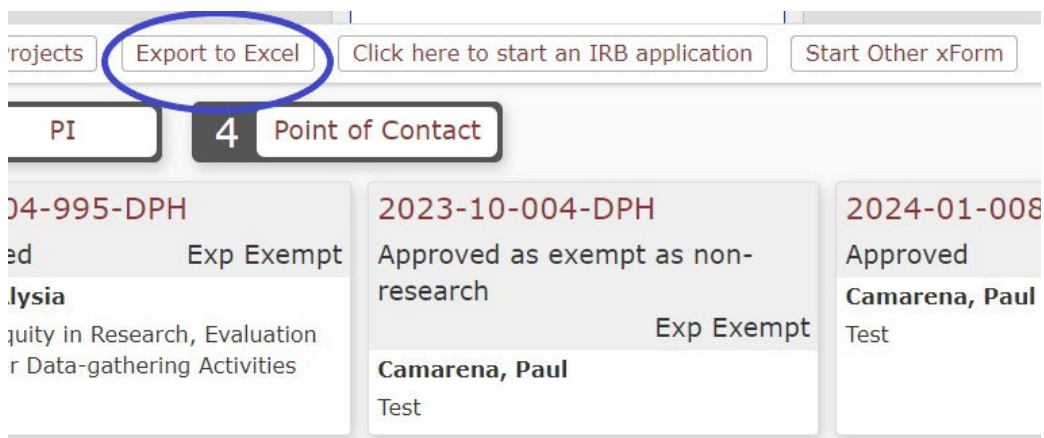 rojects
Export to Excel
Click here to start an IRB application
Start Other xForm
PI
4 Point of Contact
04-995-DPH
ed Exp Exempt
lysia
quity in Research, Evaluation
r Data-gathering Activities
2023-10-004-DPH
Approved as exempt as non-
research
Exp Exempt
Camarena, Paul
Test
2024-01-008
Approved
Camarena, Paul
Test